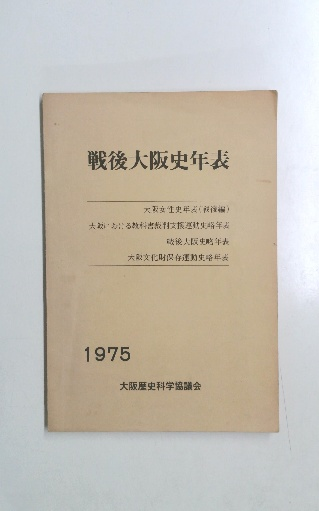 戦後大阪史年表
大阪女性史年表(戦後編)
大阪における教科書裁判支援運動史略年表
戦後大阪史略年表
大阪文化財保存運動史略年表
1975
大阪歴史科学協議会